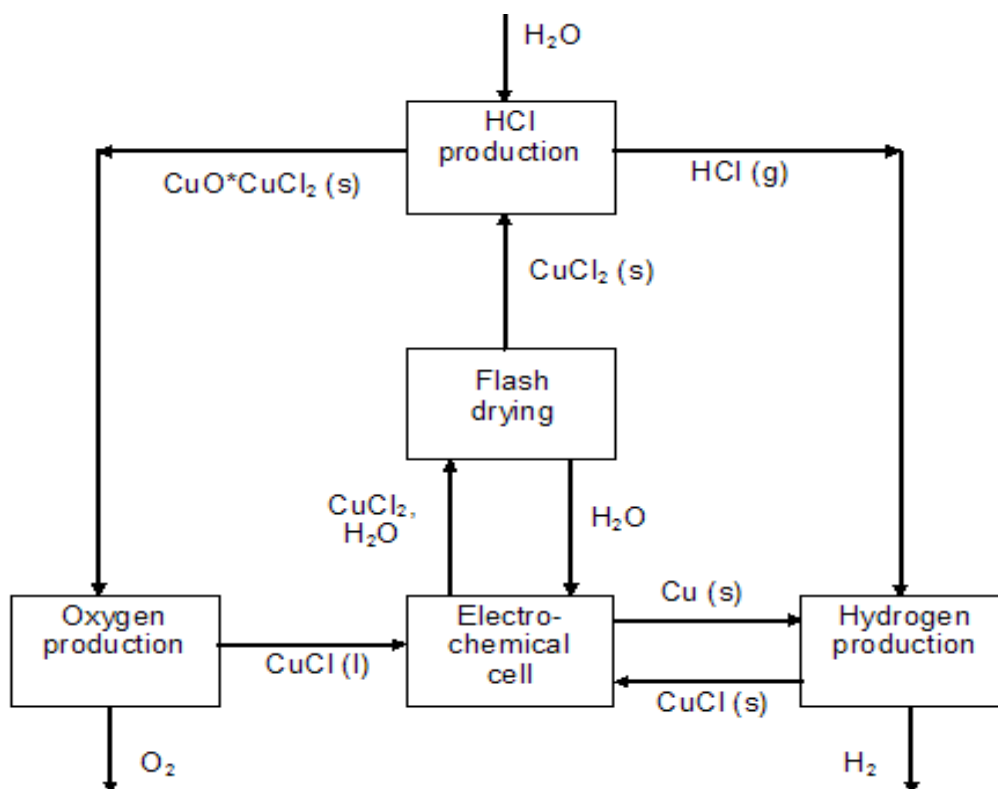 H₂O
HCl
production
CuO*CuCl₂ (s)
HCl (g)
CuCl₂ (s)
Flash
drying
CuCl₂,
H₂O
H₂O
Oxygen
production
CuCl (l)
Electro-
chemical
cell
Cu (s)
CuCl (s)
Hydrogen
production
O₂
H₂